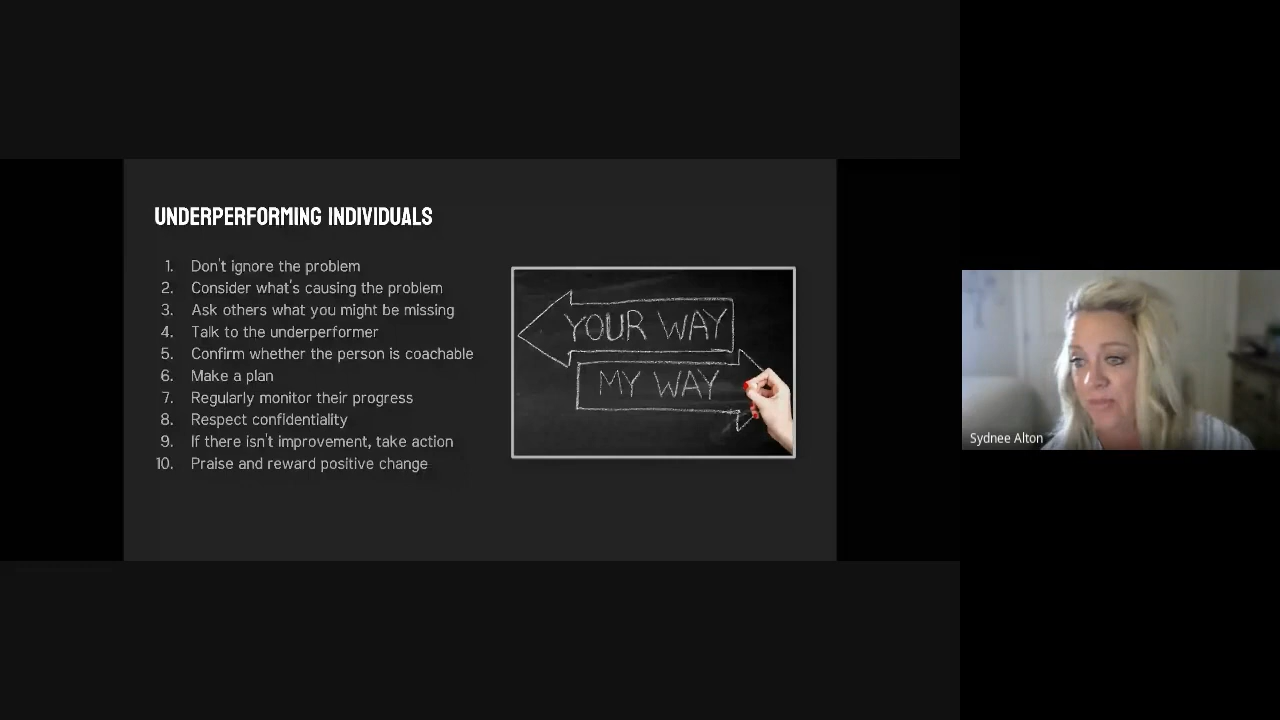 UNDERPERFORMING INDIVIDUALS
1. Don't ignore the problem
2. Consider what's causing the problem
3. Ask others what you might be missing
4. Talk to the underperformer
5. Confirm whether the person is coachable
6. Make a plan
7. Regularly monitor their progress
8. Respect confidentiality
9. If there isn't improvement, take action
10. Praise and reward positive change
YOUR WAY
MY WAY
Sydnee Alton